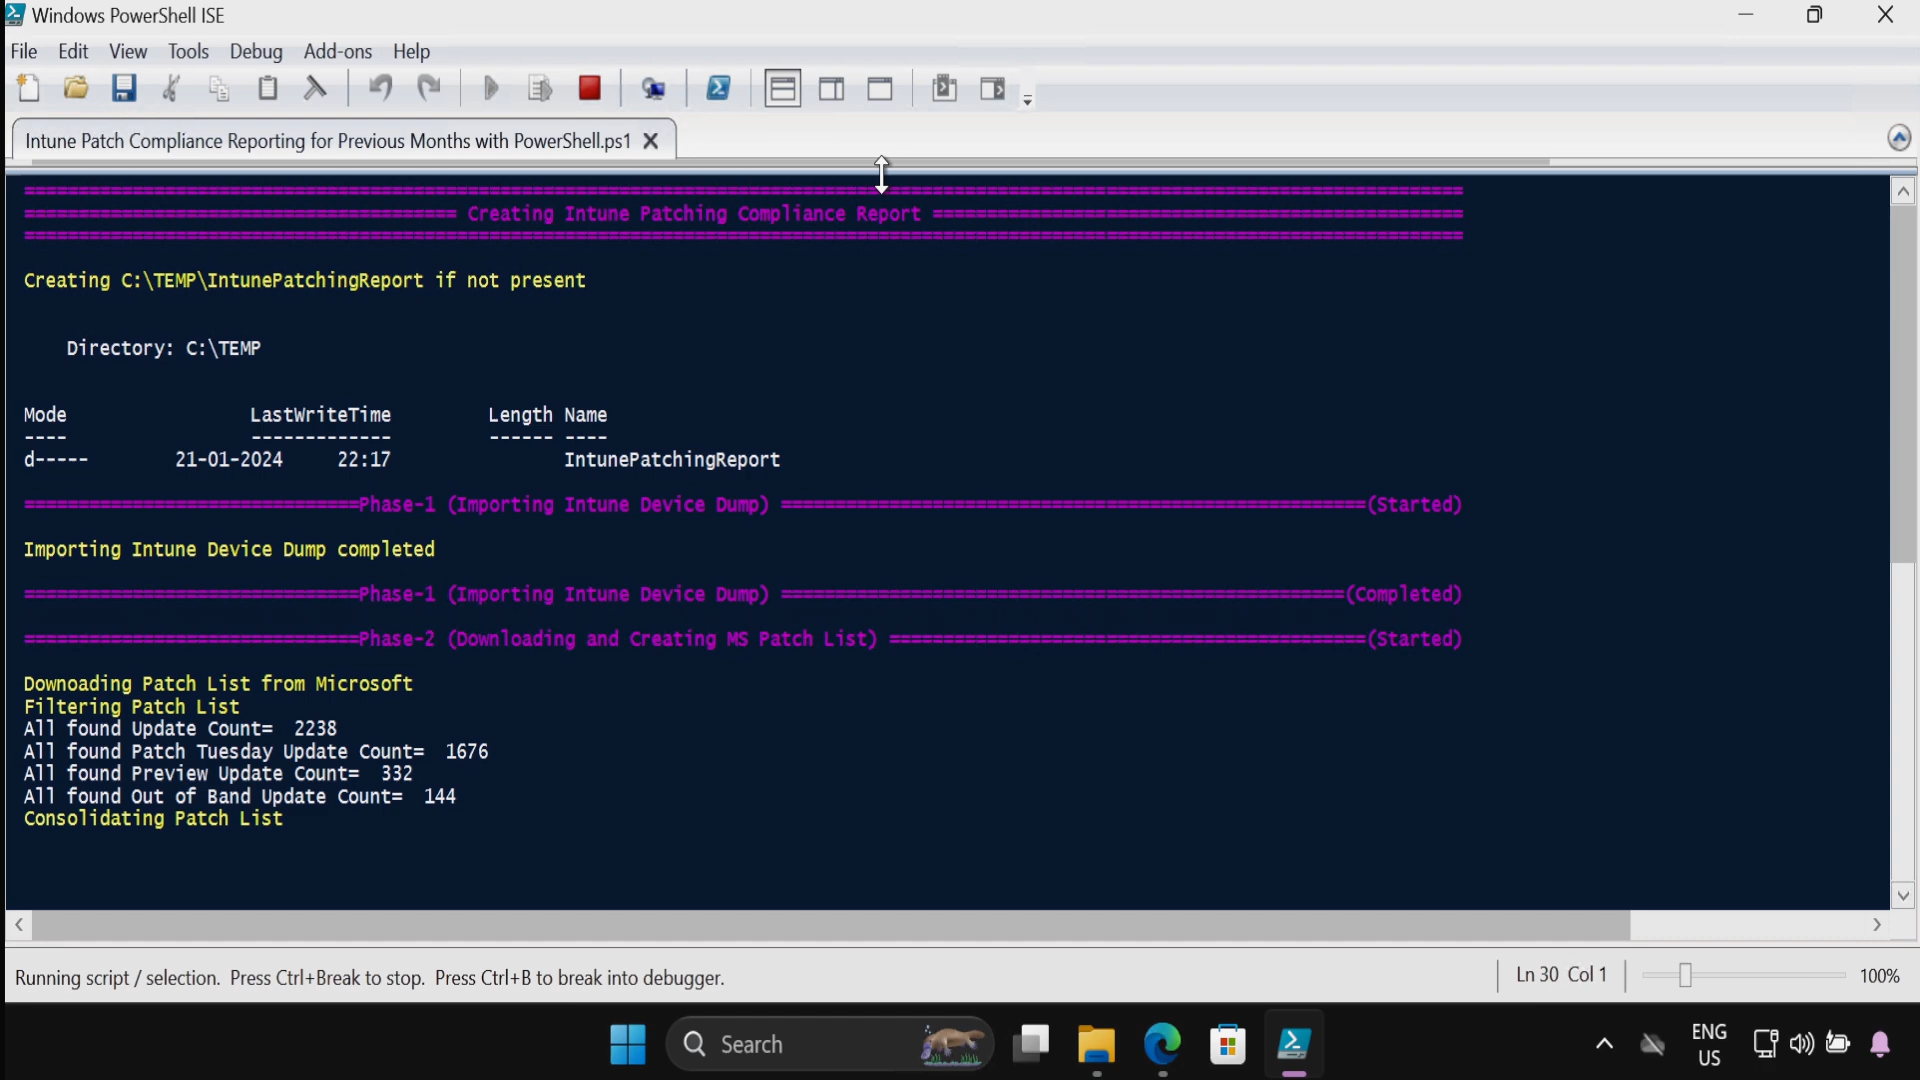 Windows PowerShell ISE
File Edit View Tools Debug Add-ons Help
Intune Patch Compliance Reporting for Previous Months with PowerShell.ps1
===== Creating Intune Patching Compliance Report =====
Creating C:\TEMP\IntunePatchingReport if not present
Directory: C:\TEMP
Mode LastWriteTime Length Name
---- ------------- ------ ----
d----- 21-01-2024 22:17 IntunePatchingReport
=====Phase-1 (Importing Intune Device Dump) =====(Started)
Importing Intune Device Dump completed
=====Phase-1 (Importing Intune Device Dump) =====(Completed)
=====Phase-2 (Downloading and Creating MS Patch List) =====(Started)
Downoading Patch List from Microsoft
Filtering Patch List
All found Update Count= 2238
All found Patch Tuesday Update Count= 1676
All found Preview Update Count= 332
All found Out of Band Update Count= 144
Consolidating Patch List
Running script / selection. Press Ctrl+Break to stop. Press Ctrl+B to break into debugger.
Ln 30 Col 1
100%
Search
ENG
US